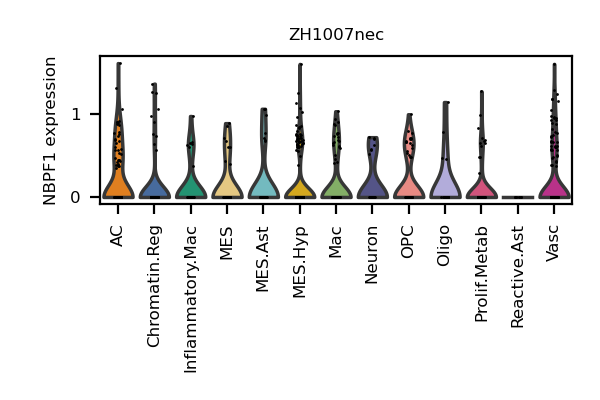 ZH1007nec
NBPF1 expression
1
0
AC
Chromatin.Reg
Inflammatory.Mac
MES
MES.Ast
MES.Hyp
Mac
Neuron
OPC
Oligo
Prolif.Metab
Reactive.Ast
Vasc